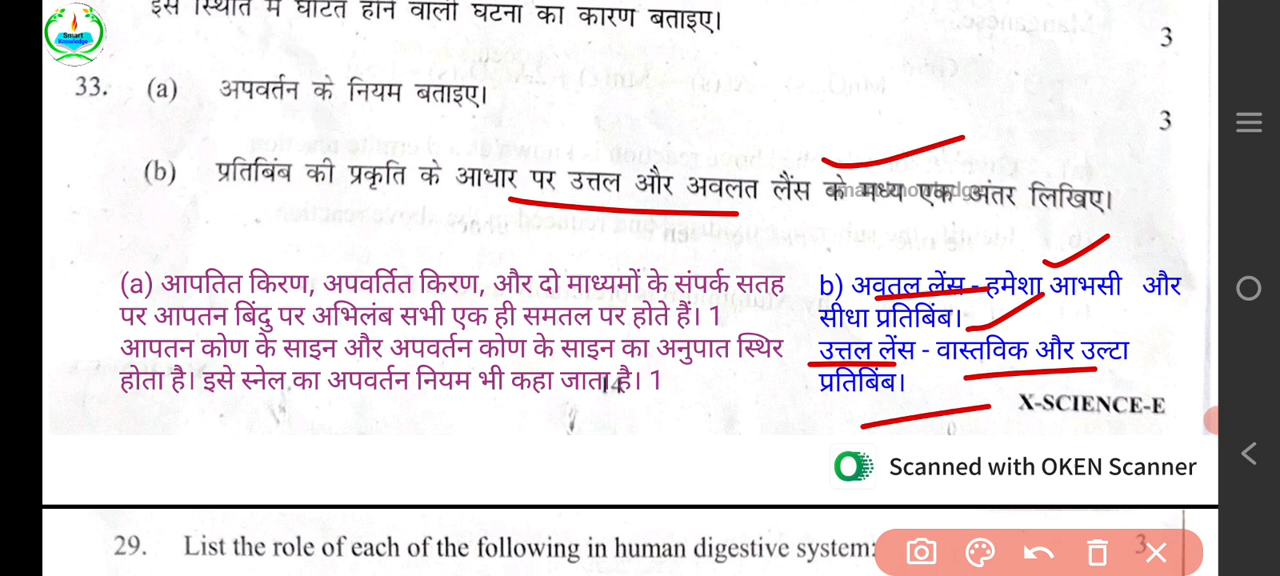 इस स्थिति में घटित होने वाली घटना का कारण बताइए।
3
Smart
Knowledge
33. (a) अपवर्तन के नियम बताइए।
3
(b) प्रतिबिंब की प्रकृति के आधार पर उत्तल और अवलत लैंस के मध्य एक अंतर लिखिए।
(a) आपतित किरण, अपवर्तित किरण, और दो माध्यमों के संपर्क सतह
पर आपतन बिंदु पर अभिलंब सभी एक ही समतल पर होते हैं। 1
आपतन कोण के साइन और अपवर्तन कोण के साइन का अनुपात स्थिर
होता है। इसे स्नेल का अपवर्तन नियम भी कहा जाता है। 1
14
b) अवतल लेंस - हमेशा आभसी और
सीधा प्रतिबिंब।
उत्तल लेंस - वास्तविक और उल्टा
प्रतिबिंब।
X-SCIENCE-E
Scanned with OKEN Scanner
29. List the role of each of the following in human digestive system:
3